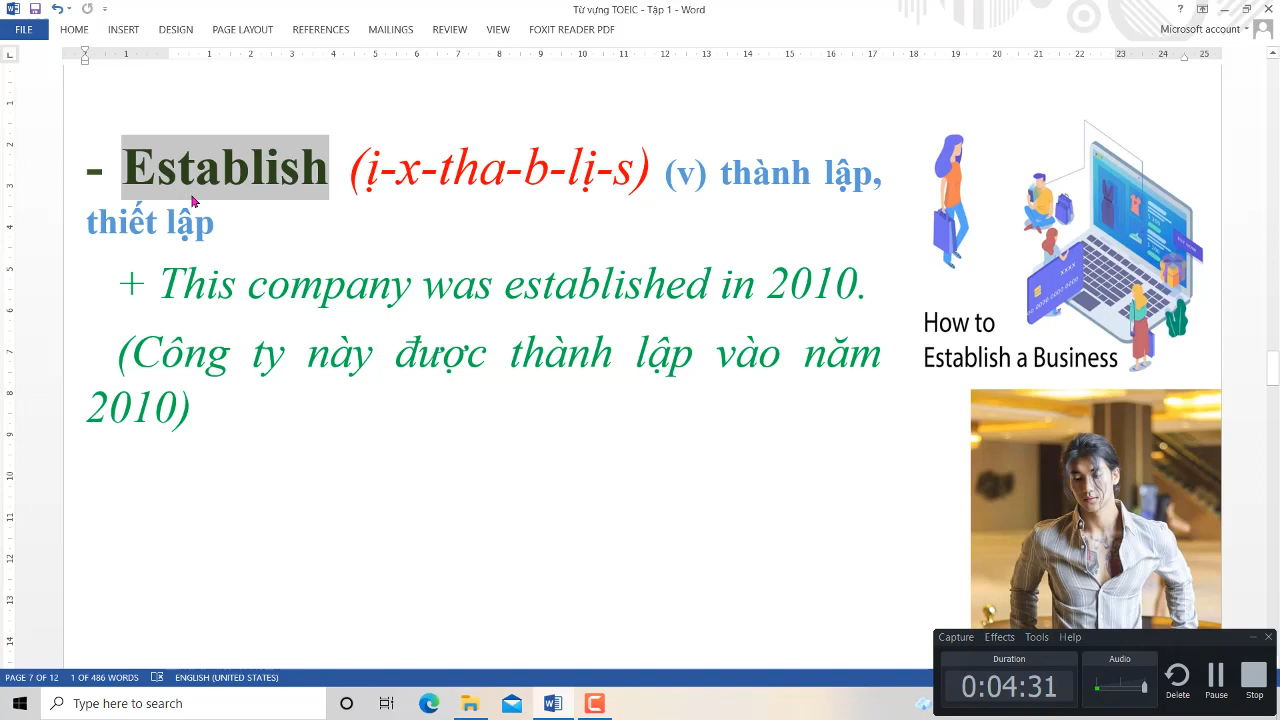 Từ vựng TOEIC - Tập 1 - Word
FILE HOME INSERT DESIGN PAGE LAYOUT REFERENCES MAILINGS REVIEW VIEW FOXIT READER PDF Microsoft account
- Establish (ị-x-tha-b-lị-s) (v) thành lập,
thiết lập
+ This company was established in 2010.
(Công ty này được thành lập vào năm
2010)
How to
Establish a Business
Capture Effects Tools Help
Duration Audio
0:04:31
Delete Pause Stop
PAGE 7 OF 12 1 OF 486 WORDS ENGLISH (UNITED STATES)
Type here to search